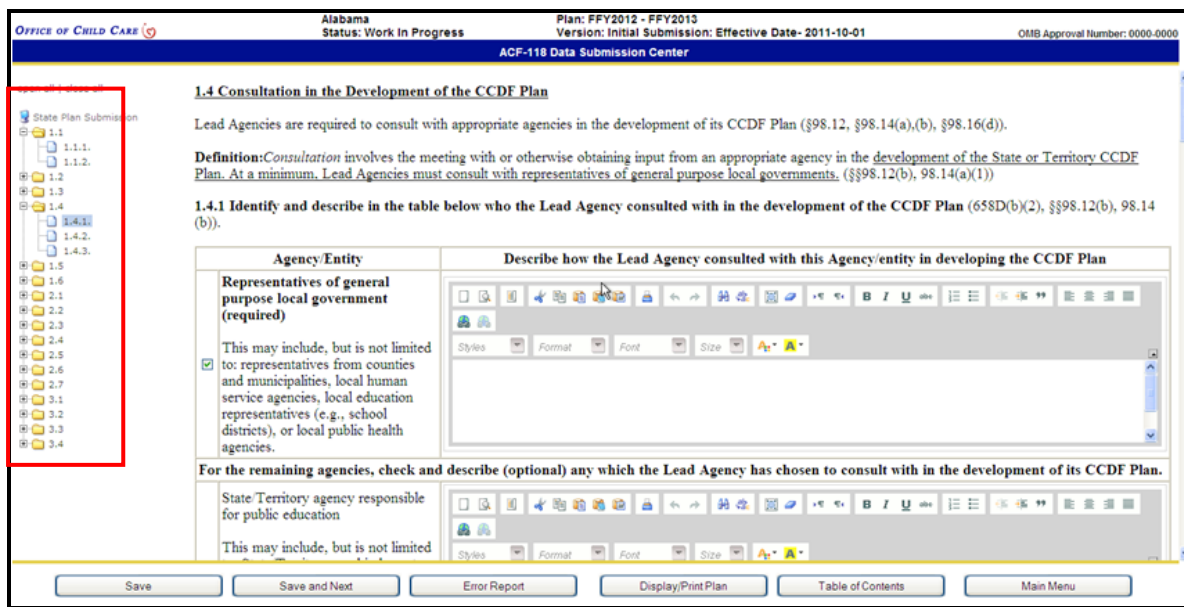 OFFICE OF CHILD CARE
Alabama
Status: Work In Progress
Plan: FFY2012 - FFY2013
Version: Initial Submission: Effective Date- 2011-10-01
OMB Approval Number: 0000-0000
ACF-118 Data Submission Center
open all | close all
State Plan Submission
1.1
1.1.1.
1.1.2.
1.2
1.3
1.4
1.4.1.
1.4.2.
1.4.3.
1.5
1.6
2.1
2.2
2.3
2.4
2.5
2.6
2.7
3.1
3.2
3.3
3.4
1.4 Consultation in the Development of the CCDF Plan
Lead Agencies are required to consult with appropriate agencies in the development of its CCDF Plan (§98.12, §98.14(a),(b), §98.16(d)).
Definition:Consultation involves the meeting with or otherwise obtaining input from an appropriate agency in the development of the State or Territory CCDF
Plan. At a minimum, Lead Agencies must consult with representatives of general purpose local governments. (§§98.12(b), 98.14(a)(1))
1.4.1 Identify and describe in the table below who the Lead Agency consulted with in the development of the CCDF Plan (658D(b)(2), §§98.12(b), 98.14
(b)).
Agency/Entity
Describe how the Lead Agency consulted with this Agency/entity in developing the CCDF Plan
Representatives of general
purpose local government
(required)
This may include, but is not limited
to: representatives from counties
and municipalities, local human
service agencies, local education
representatives (e.g., school
districts), or local public health
agencies.
B I U abc
Styles Format Font Size
For the remaining agencies, check and describe (optional) any which the Lead Agency has chosen to consult with in the development of its CCDF Plan.
State/Territory agency responsible
for public education
This may include, but is not limited
B I U abc
Styles Format Font Size
Save
Save and Next
Error Report
Display/Print Plan
Table of Contents
Main Menu